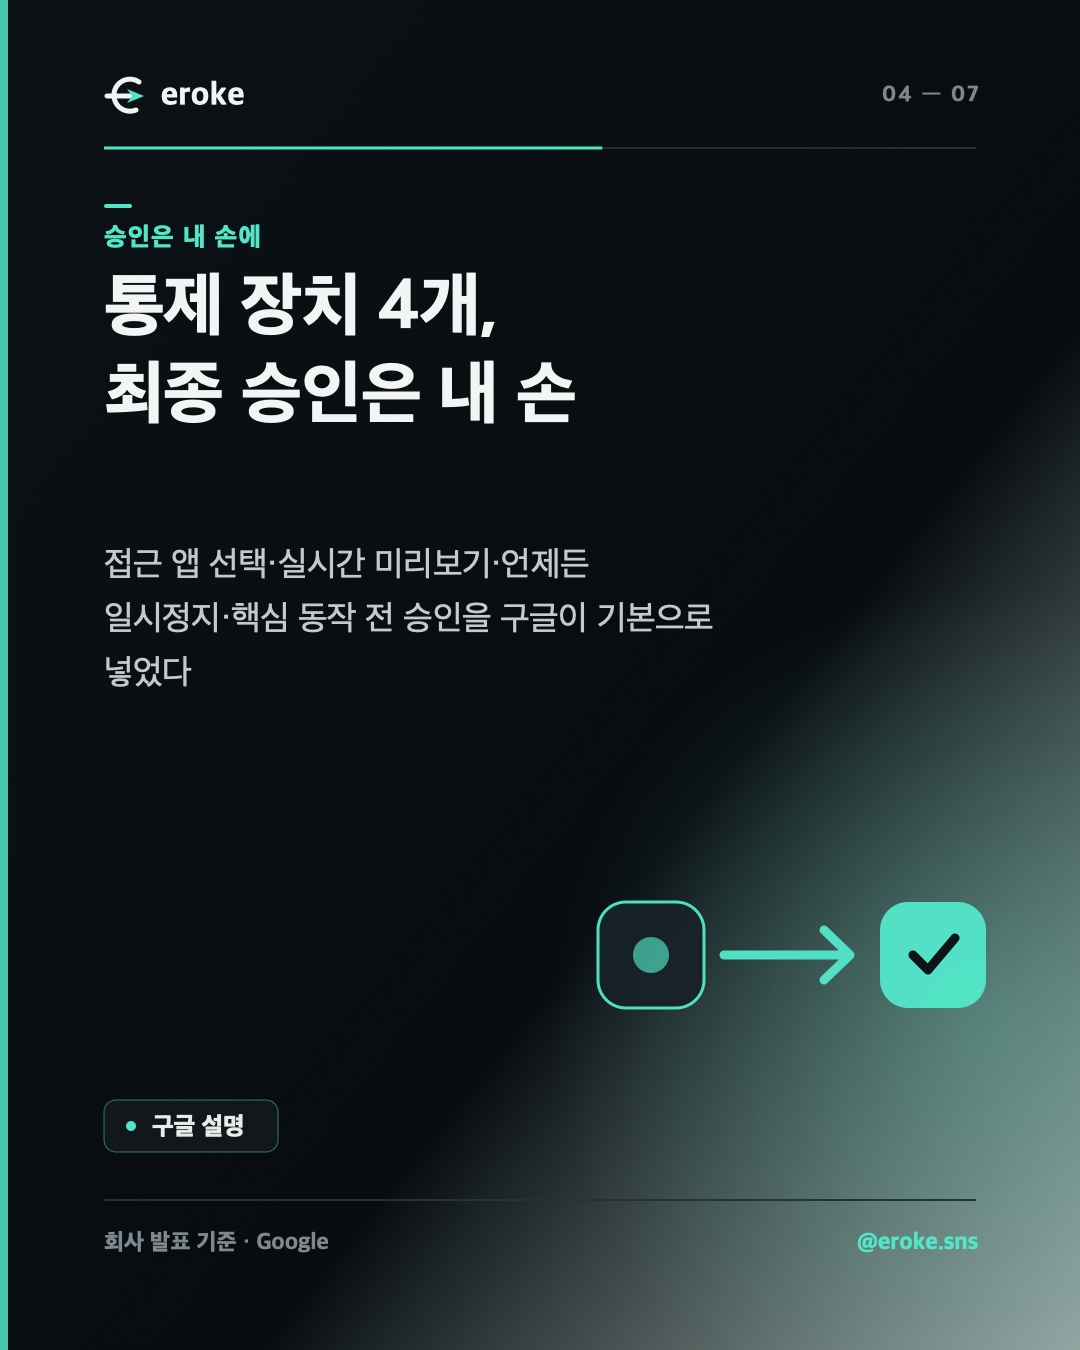 eroke
04 — 07
승인은 내 손에
통제 장치 4개,
최종 승인은 내 손
접근 앱 선택·실시간 미리보기·언제든
일시정지·핵심 동작 전 승인을 구글이 기본으로
넣었다
구글 설명
회사 발표 기준 · Google
@eroke.sns